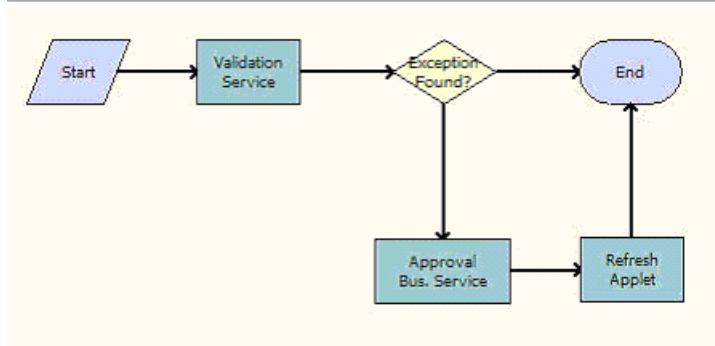 Start
Validation
Service
Exception
Found?
End
Approval
Bus. Service
Refresh
Applet